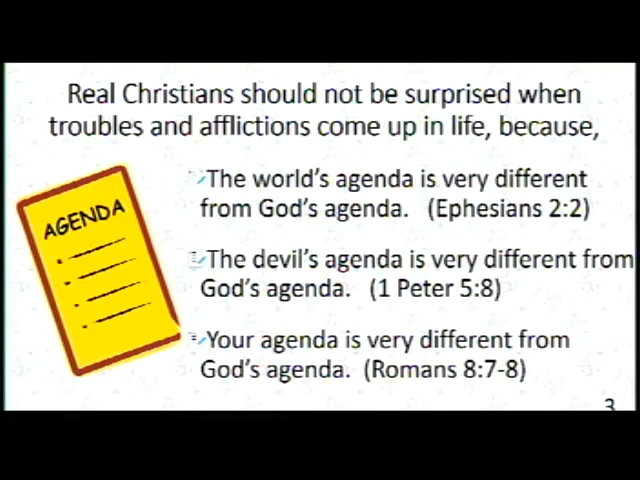 Real Christians should not be surprised when
troubles and afflictions come up in life, because,
AGENDA
The world's agenda is very different
from God's agenda. (Ephesians 2:2)
The devil's agenda is very different from
God's agenda. (1 Peter 5:8)
Your agenda is very different from
God's agenda. (Romans 8:7-8)
3